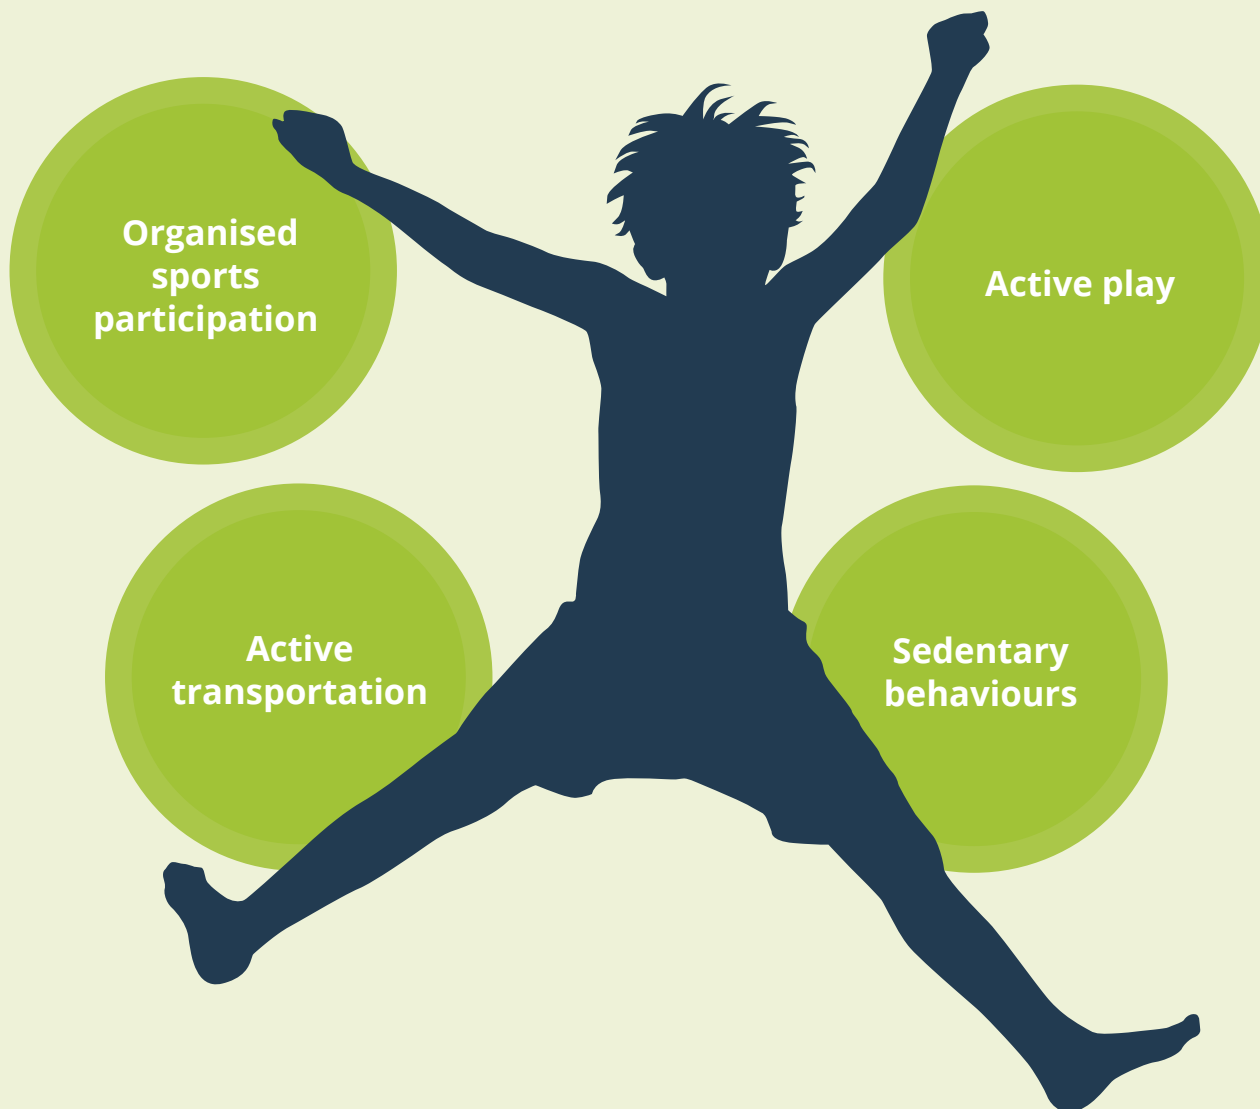 Organised
sports
participation
Active play
Active
transportation
Sedentary
behaviours